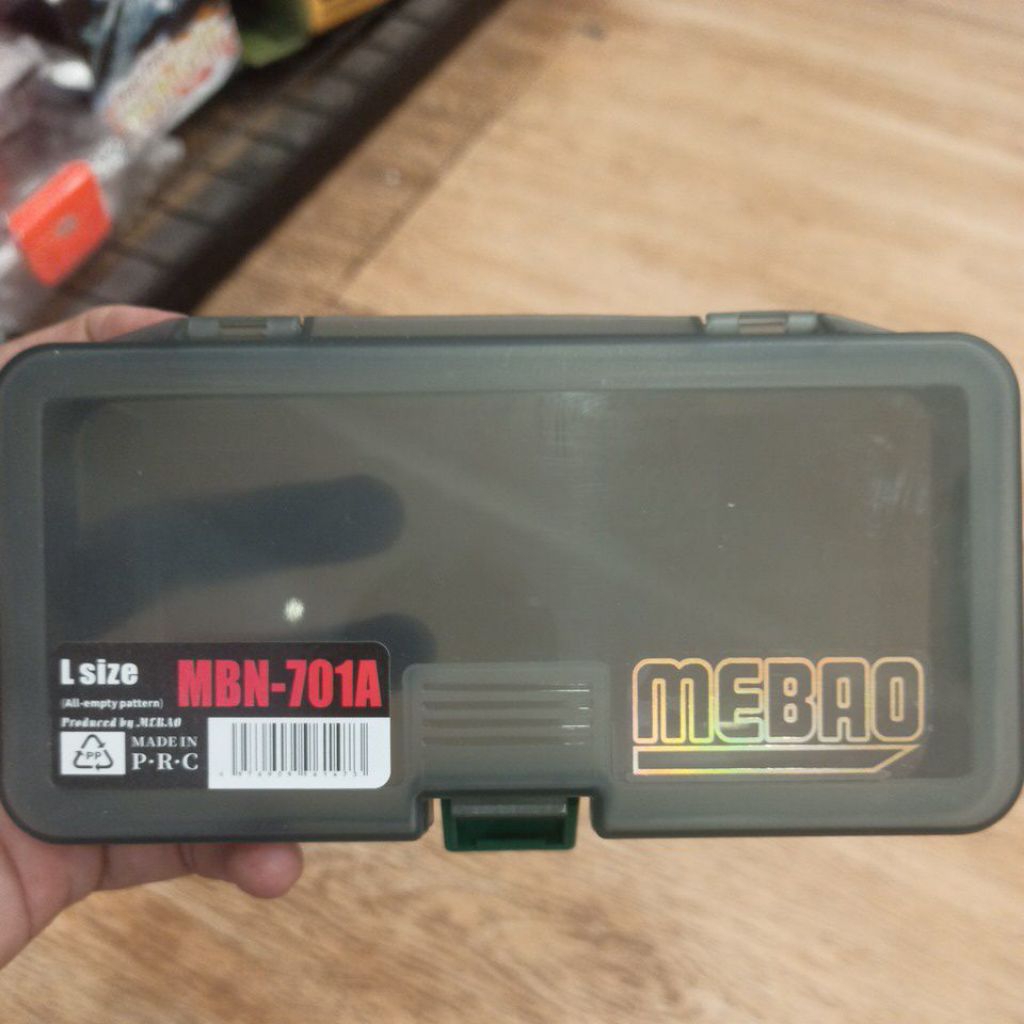 L size
MBN-701A
(All-empty pattern)
Produced by MEBAO
PP
MADE IN
P·R·C
MEBAO